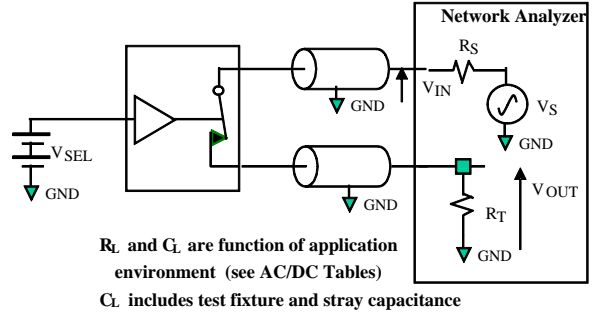 Network Analyzer
RS
VIN
GND
VS
GND
VSEL
GND
GND
RT
VOUT
GND
RL and CL are function of application
environment (see AC/DC Tables)
CL includes test fixture and stray capacitance